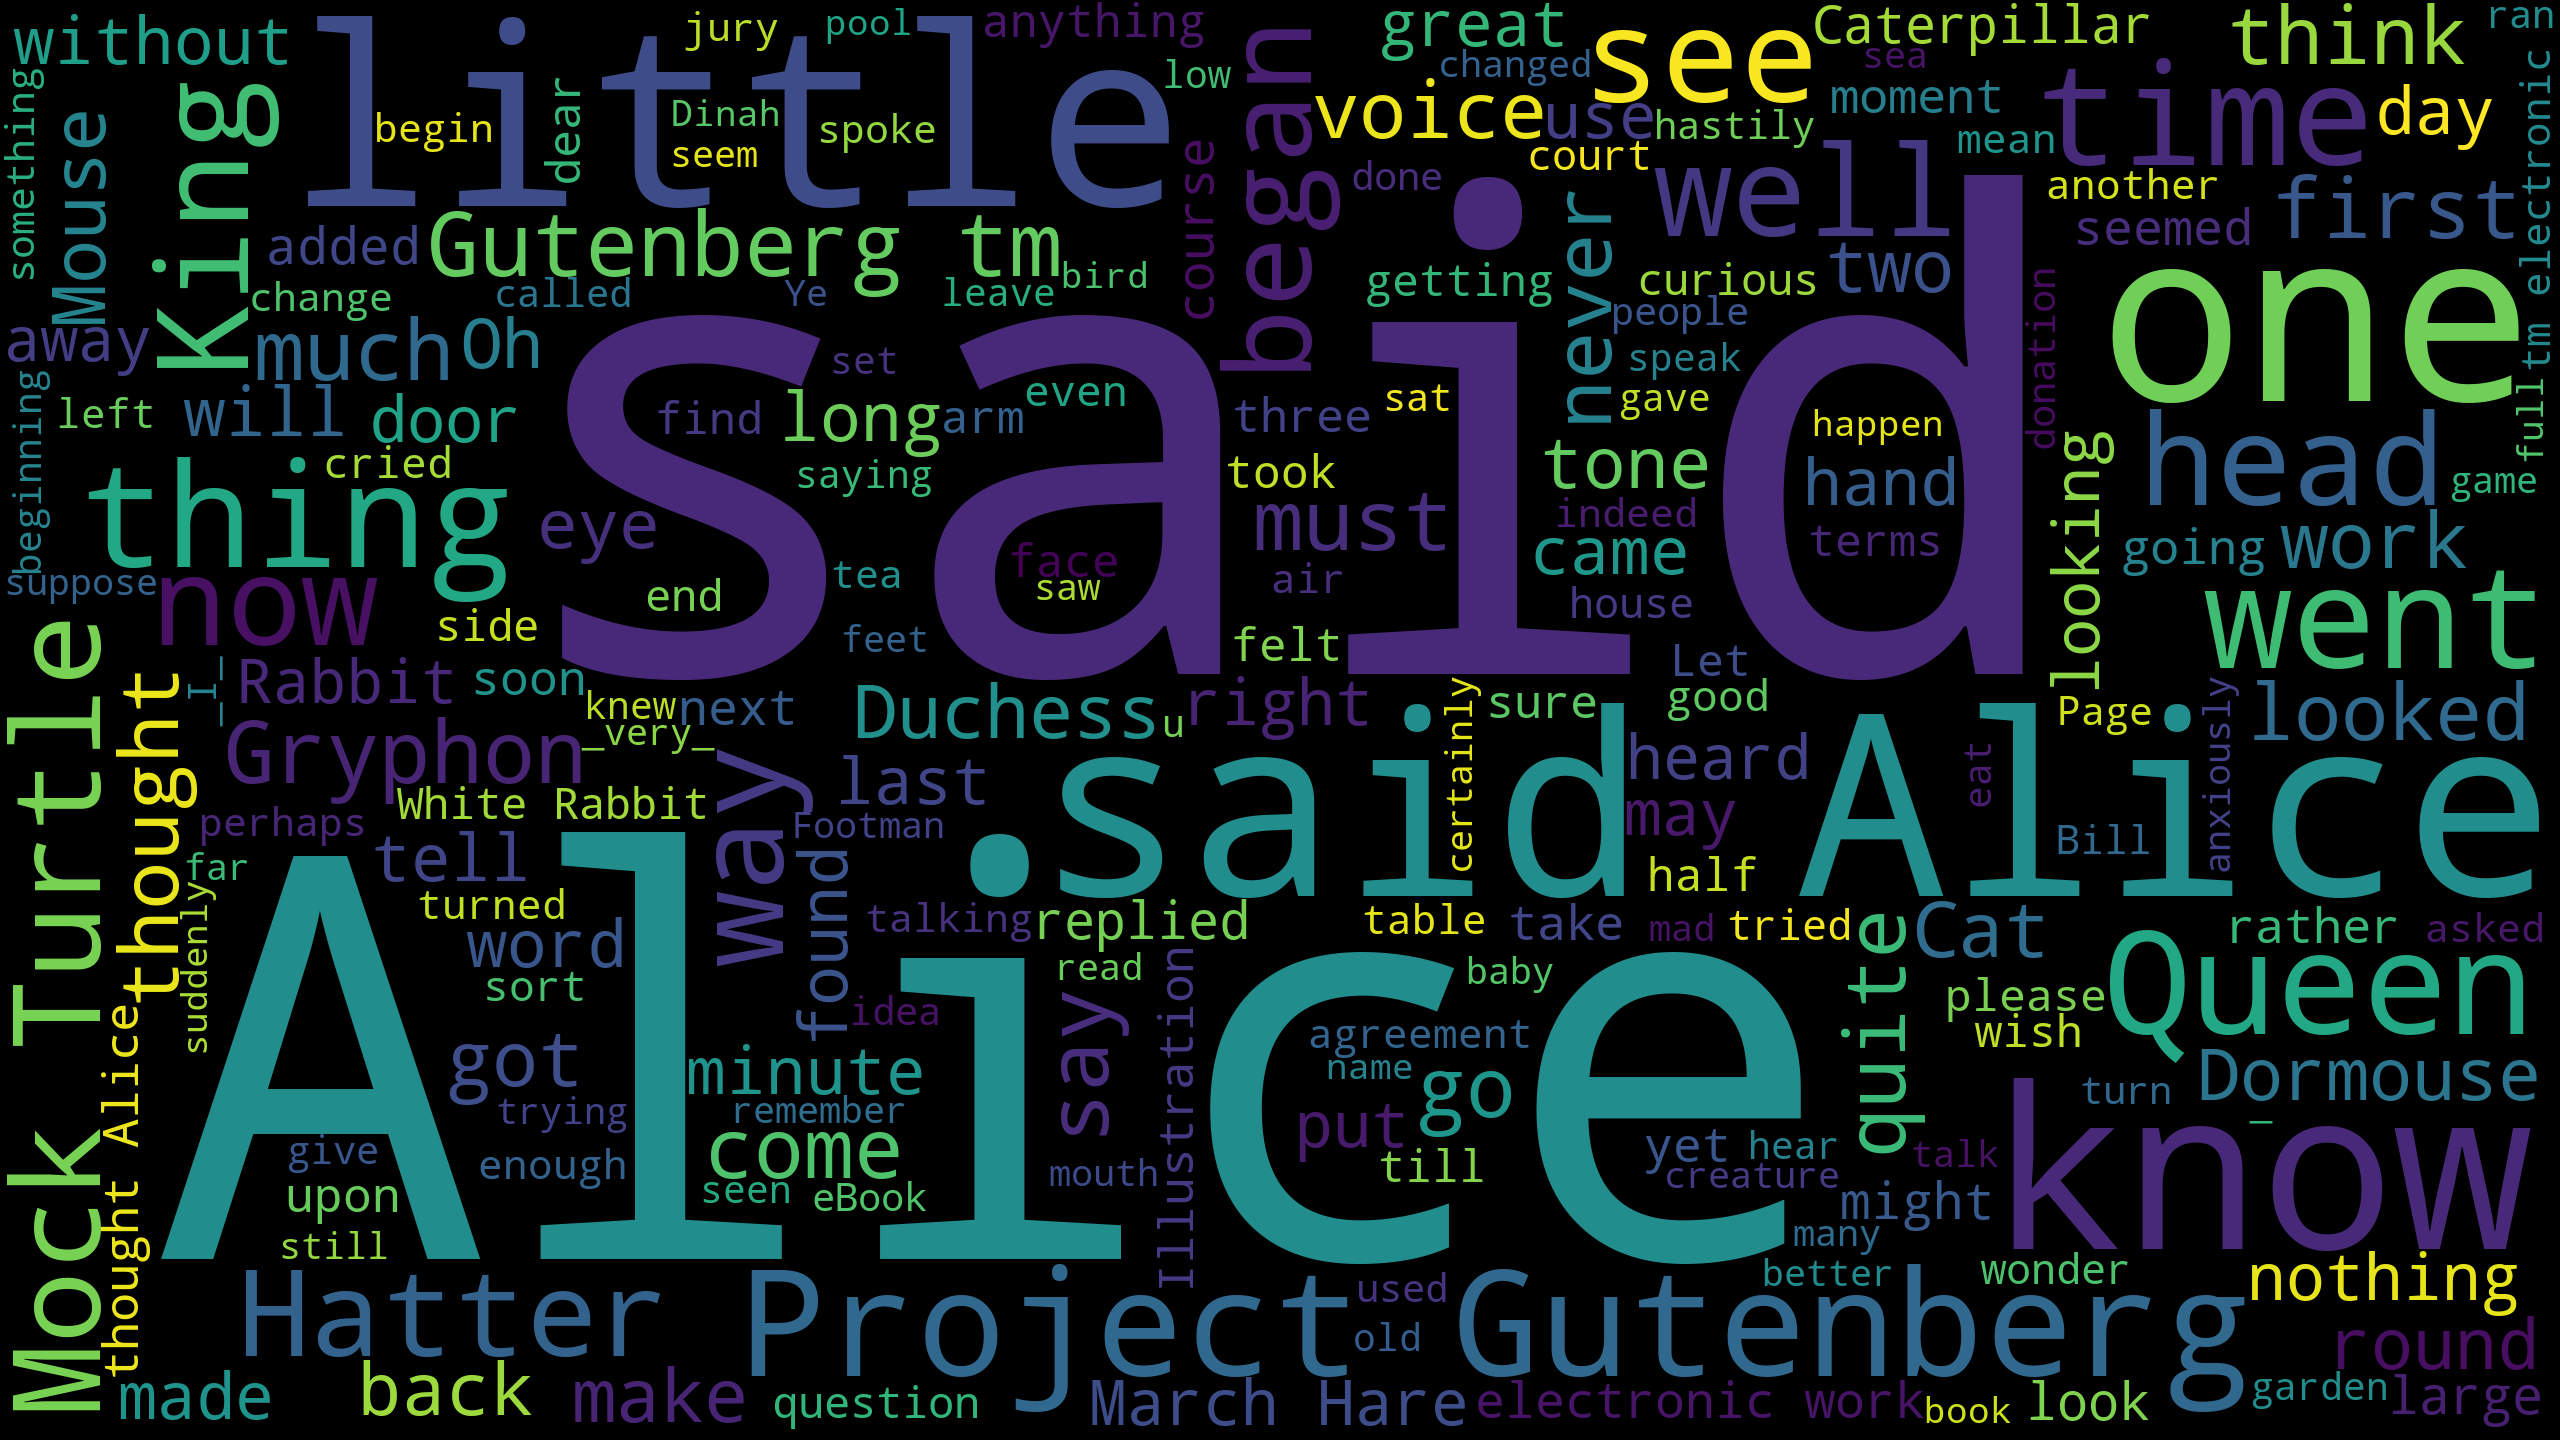 without
little
jury
pool
anything
great
see
Caterpillar
think
ran
something
Mouse
King
begin
dear
Dinah
seem
spoke
low
began
changed
voice
use
hastily
sea
moment
mean
time
day
tm electronic
court
course
done
never
well
another
seemed
first
added
Gutenberg tm
bird
getting
curious
two
people
speak
donation
one
change
called
Ye
leave
away
much
Oh
set
said
beginning
left
will
door
find
long
arm
even
three
sat
gave
happen
head
full
cried
saying
took
tone
hand
looking
game
thing
eye
must
indeed
came
terms
going
work
suppose
now
end
tea
face
saw
air
house
went
side
feet
felt
Let
Mock Turtle
thought
_I_
Rabbit
soon
knew
next
_very_
Duchess
u
right
certainly
sure
good
Page
anxiously
looked
Gryphon
way
last
said Alice
heard
eat
White Rabbit
perhaps
Footman
may
Bill
far
tell
found
half
suddenly
turned
word
talking
replied
table
take
mad
tried
quite
Cat
rather
asked
sort
Alice
read
baby
please
Queen
thought Alice
idea
say
Illustration
agreement
wish
got
minute
name
go
Dormouse
trying
remember
put
turn
_
give
enough
come
mouth
till
yet
hear
creature
talk
know
upon
seen
eBook
might
still
many
Hatter
Project Gutenberg
used
better
wonder
nothing
old
round
made
back
make
question
March Hare
electronic work
book
look
garden
large